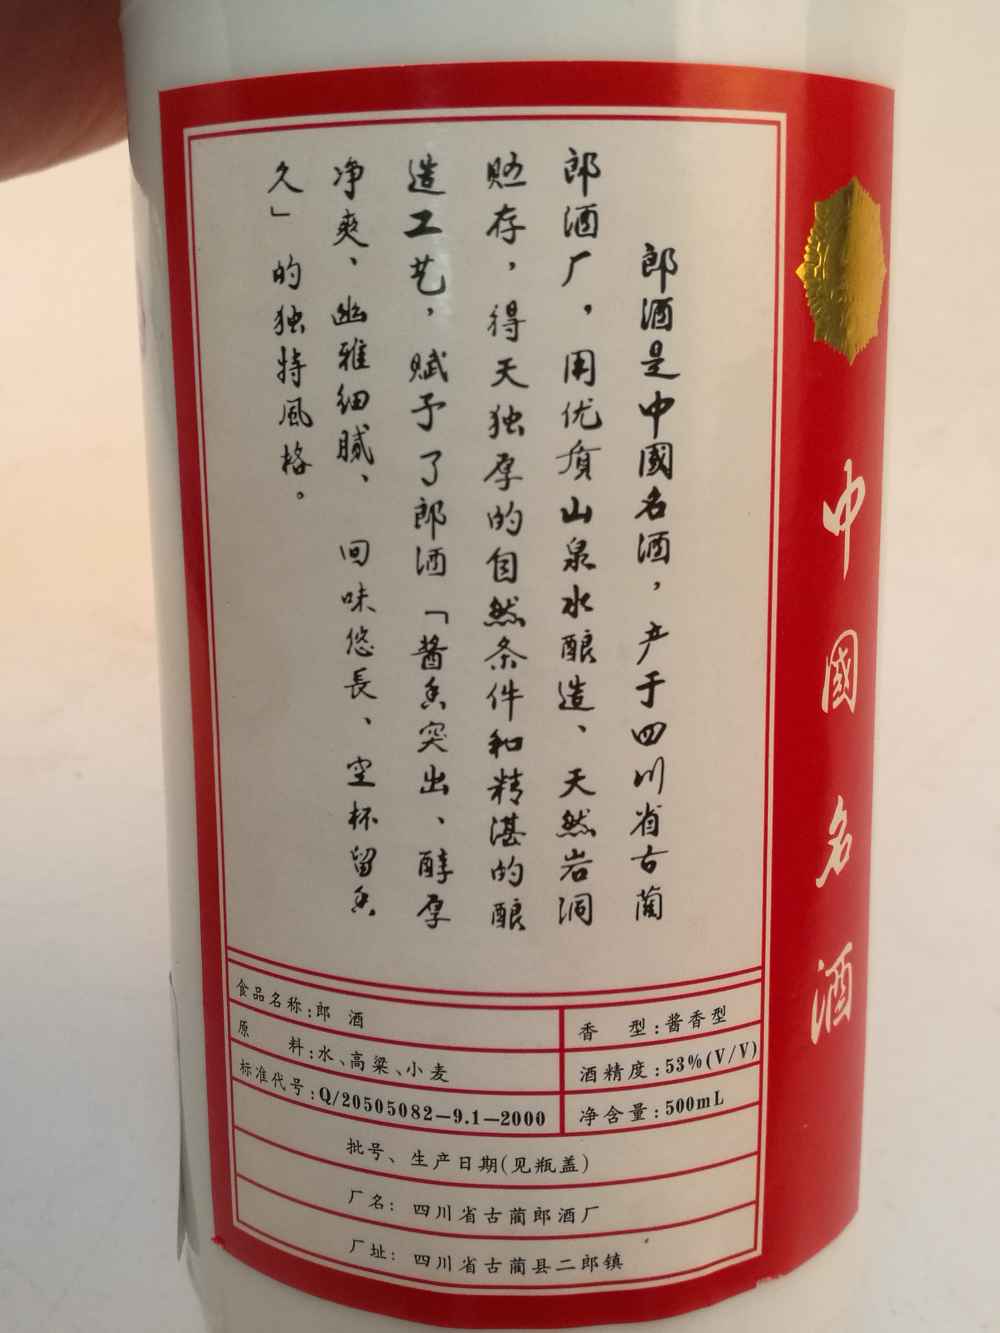 郎酒是中國名酒，产于四川省古蔺
郎酒厂，用优质山泉水酿造、天然岩洞
贮存，得天独厚的自然条件和精湛的酿
造工艺，赋予了郎酒「酱香突出、醇厚
净爽、幽雅细腻、回味悠長、空杯留香
久」的独特風格。
中國名酒
食品名称:郎 酒
香 型:酱香型
原 料:水、高粱、小麦
酒精度:53%(V/V)
标准代号:Q/20505082—9.1—2000
净含量:500mL
批号、生产日期(见瓶盖)
厂名: 四川省古蔺郎酒厂
厂址: 四川省古蔺县二郎镇